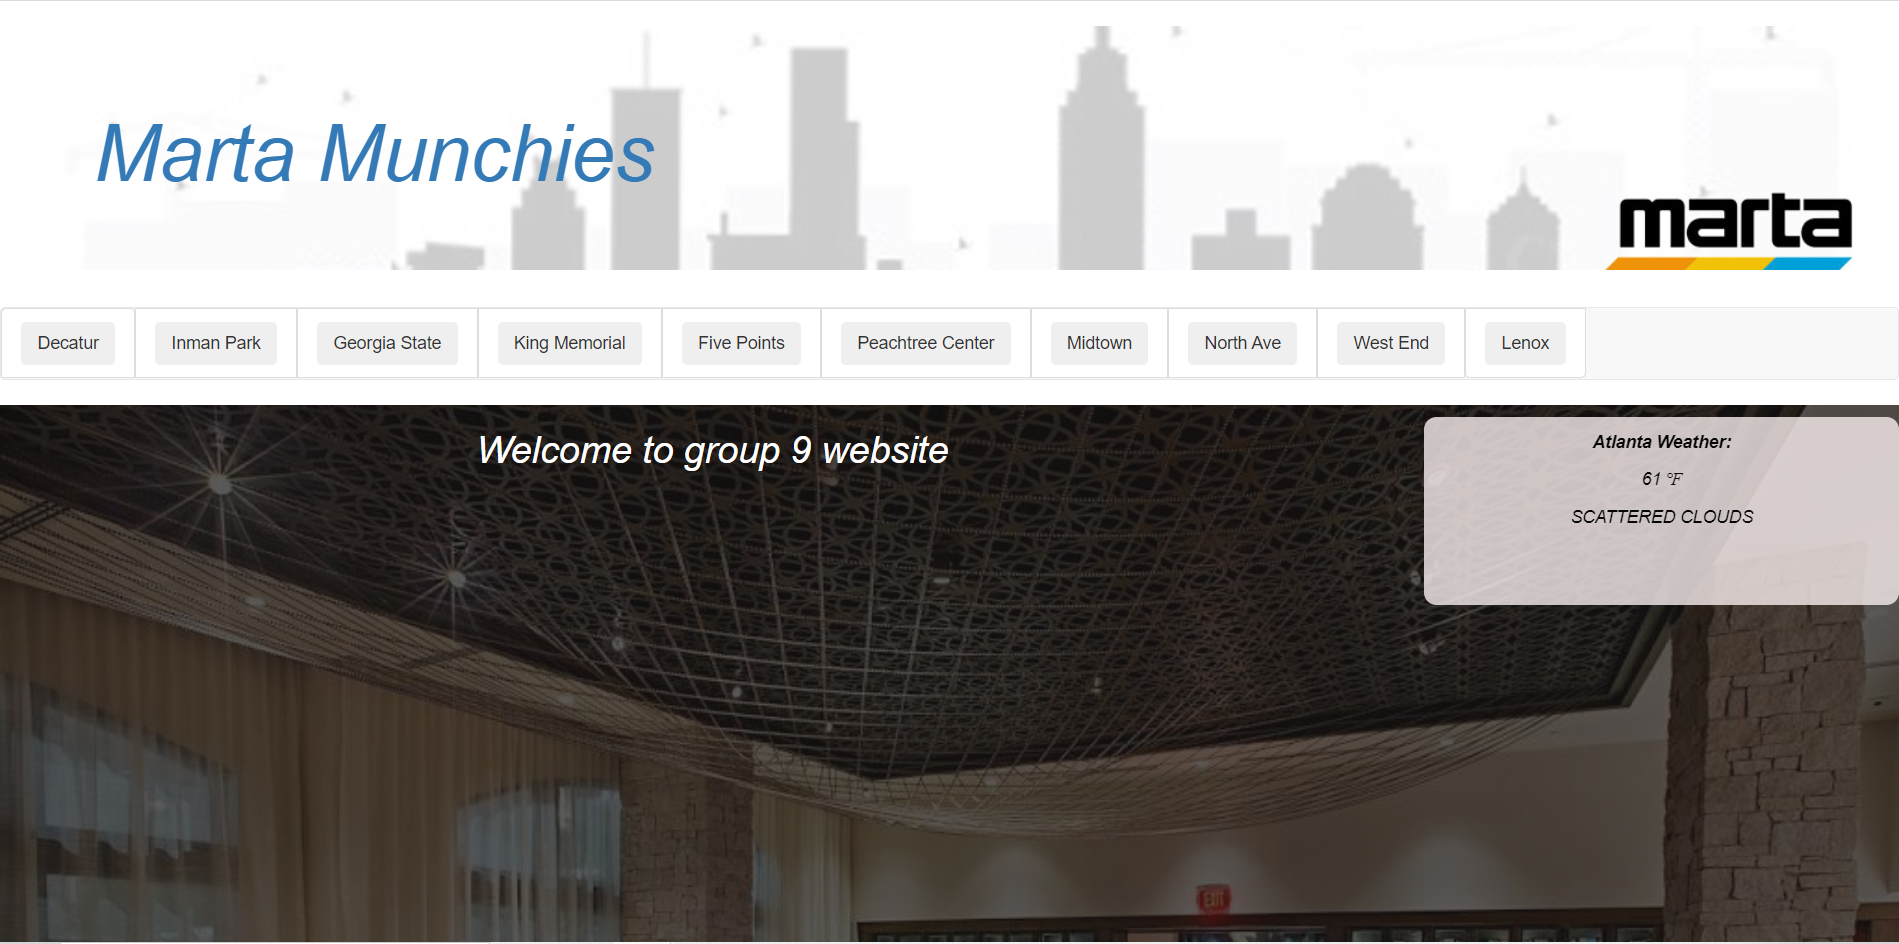 Marta Munchies
marta
Decatur
Inman Park
Georgia State
King Memorial
Five Points
Peachtree Center
Midtown
North Ave
West End
Lenox
Welcome to group 9 website
Atlanta Weather:
61 °F
SCATTERED CLOUDS
EXIT